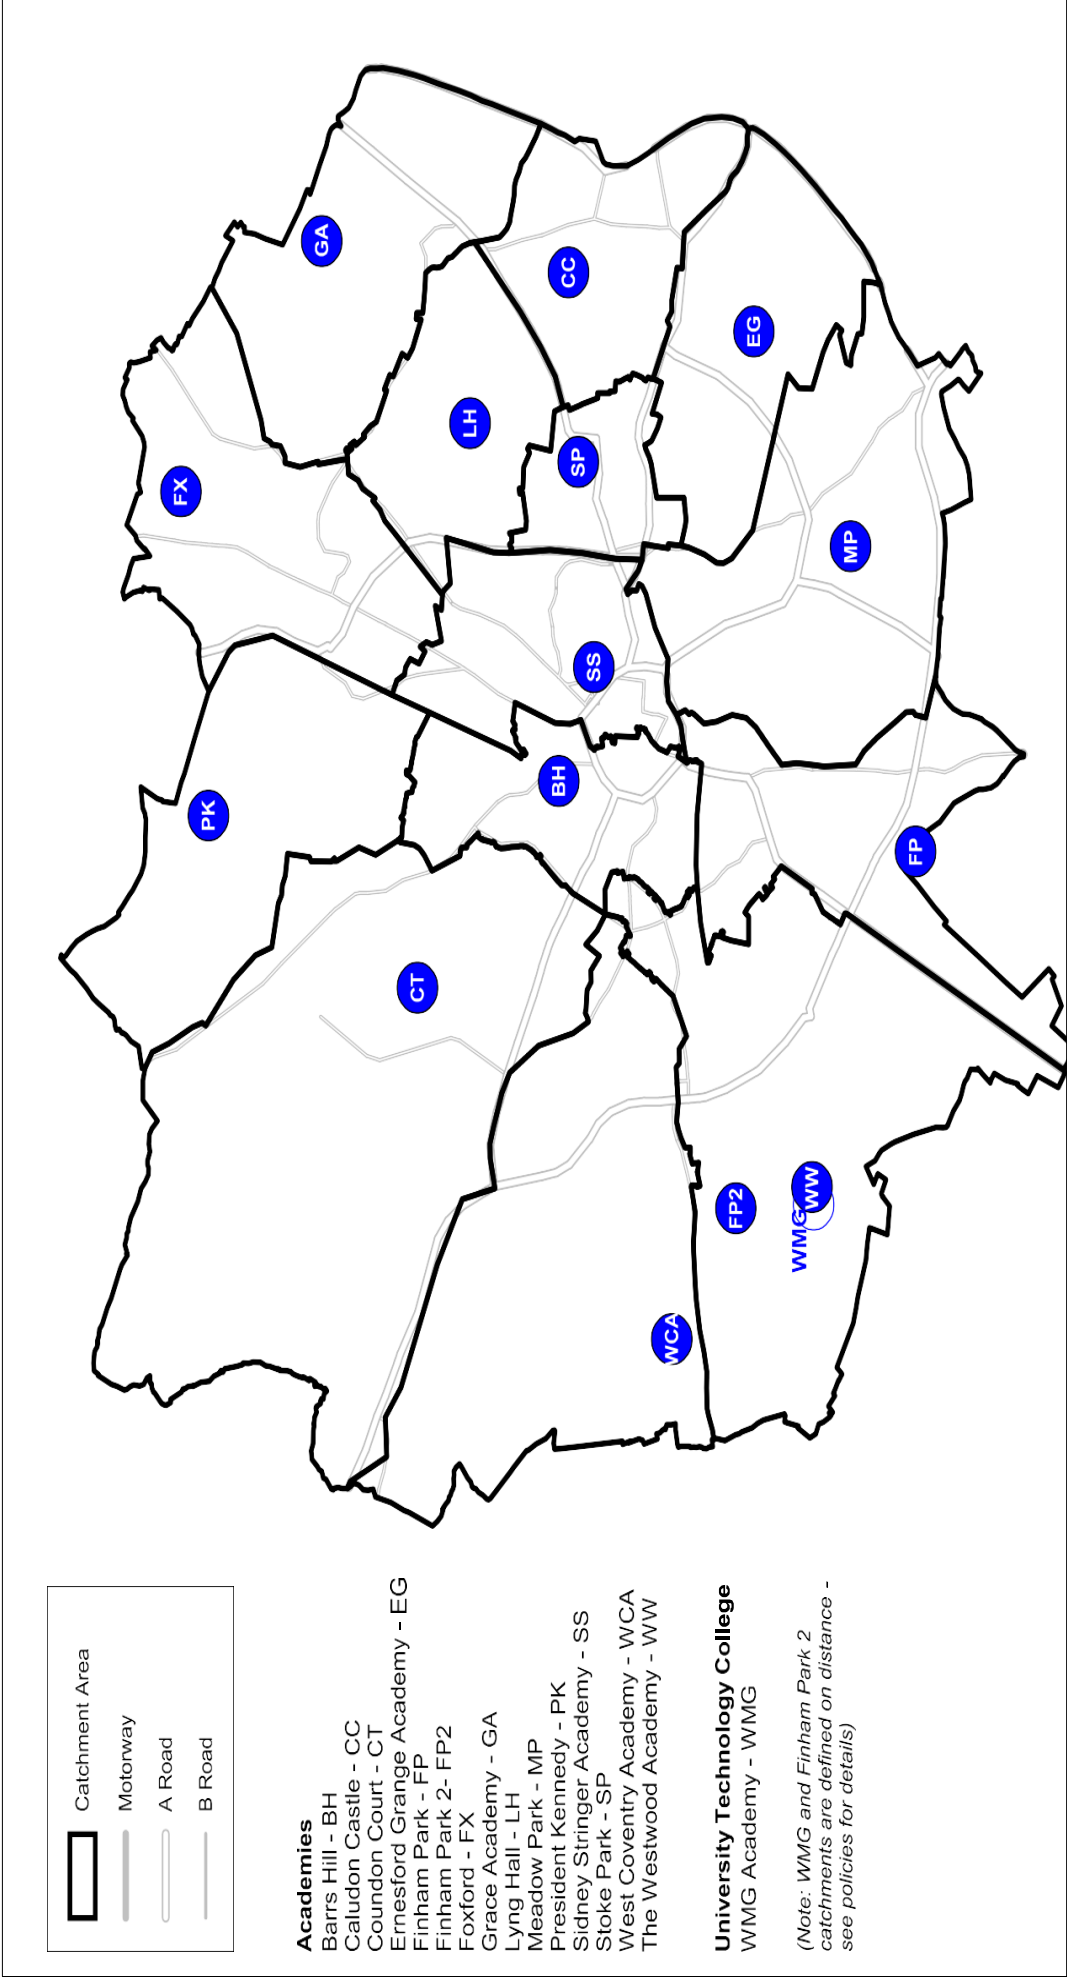 Catchment Area
Motorway
A Road
B Road
Academies
Barrs Hill - BH
Caludon Castle - CC
Coundon Court - CT
Ernesford Grange Academy - EG
Finham Park - FP
Finham Park 2- FP2
Foxford - FX
Grace Academy - GA
Lyng Hall - LH
Meadow Park - MP
President Kennedy - PK
Sidney Stringer Academy - SS
Stoke Park - SP
West Coventry Academy - WCA
The Westwood Academy - WW
University Technology College
WMG Academy - WMG
(Note: WMG and Finham Park 2
catchments are defined on distance -
see policies for details)
PK
FX
GA
CT
LH
BH
SS
SP
CC
WCA
FP2
WMG
WW
FP
MP
EG